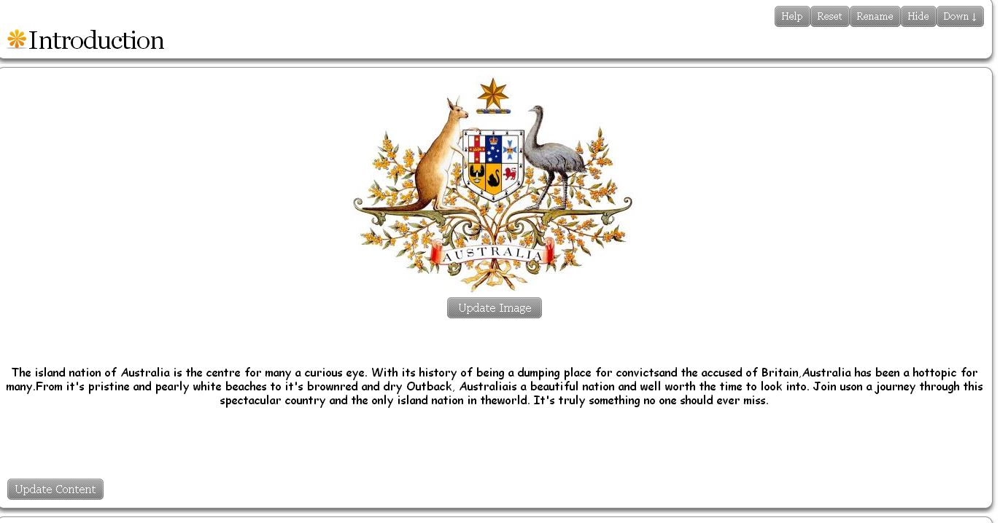 Help Reset Rename Hide Down ↓
Introduction
AUSTRALIA
Update Image
The island nation of Australia is the centre for many a curious eye. With its history of being a dumping place for convictsand the accused of Britain,Australia has been a hottopic for
many.From it's pristine and pearly white beaches to it's brownred and dry Outback, Australiais a beautiful nation and well worth the time to look into. Join uson a journey through this
spectacular country and the only island nation in theworld. It's truly something no one should ever miss.
Update Content